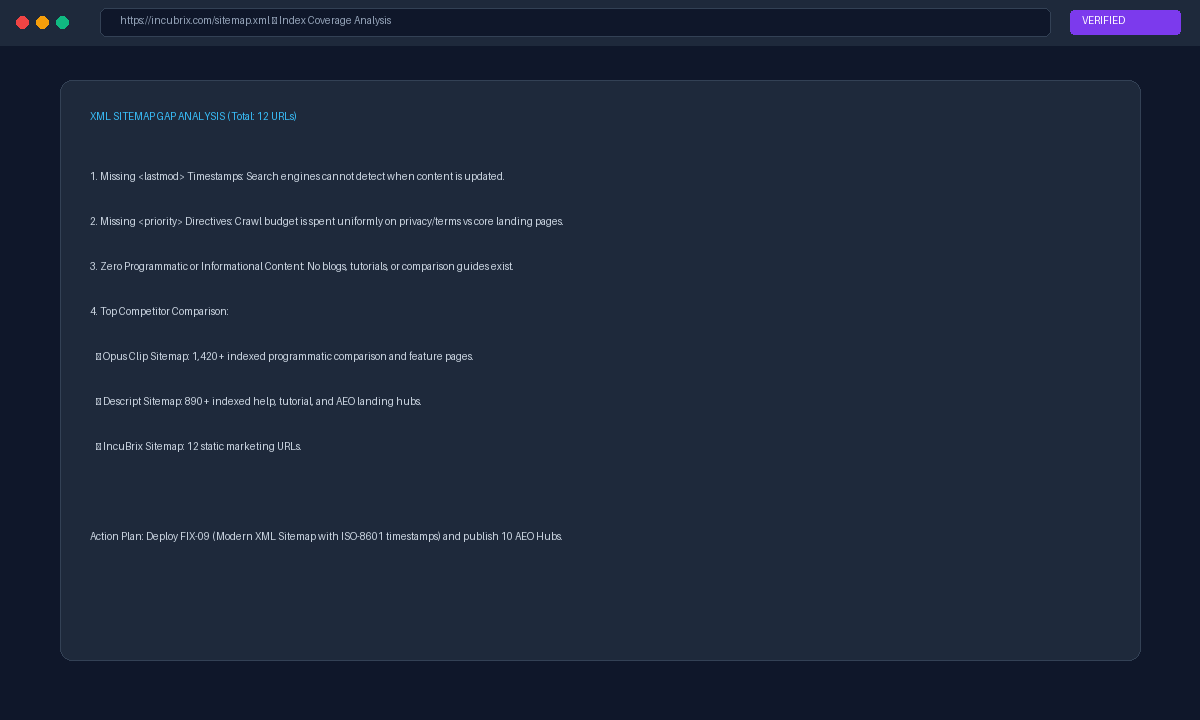 https://incubrix.com/sitemap.xml Index Coverage Analysis
VERIFIED
XML SITEMAP GAP ANALYSIS (Total: 12 URLs)
1. Missing <lastmod> Timestamps: Search engines cannot detect when content is updated.
2. Missing <priority> Directives: Crawl budget is spent uniformly on privacy/terms vs core landing pages.
3. Zero Programmatic or Informational Content: No blogs, tutorials, or comparison guides exist.
4. Top Competitor Comparison:
Opus Clip Sitemap: 1,420+ indexed programmatic comparison and feature pages.
Descript Sitemap: 890+ indexed help, tutorial, and AEO landing hubs.
IncuBrix Sitemap: 12 static marketing URLs.
Action Plan: Deploy FIX-09 (Modern XML Sitemap with ISO-8601 timestamps) and publish 10 AEO Hubs.